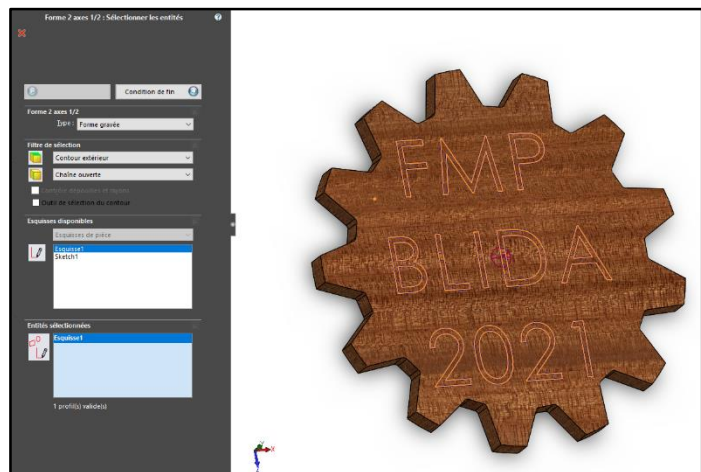 Forme 2 axes 1/2 : Sélectionner les entités
Condition de fin
Forme 2 axes 1/2
Type :
Forme gravée
Filtre de sélection
Contour extérieur
Chaîne ouverte
Outil de sélection du contour
Esquisses disponibles
Esquisses de pièce
Esquisse1
Sketch1
Entités sélectionnées
Esquisse1
1 profil(s) valide(s)
FMP
BLIDA
2021